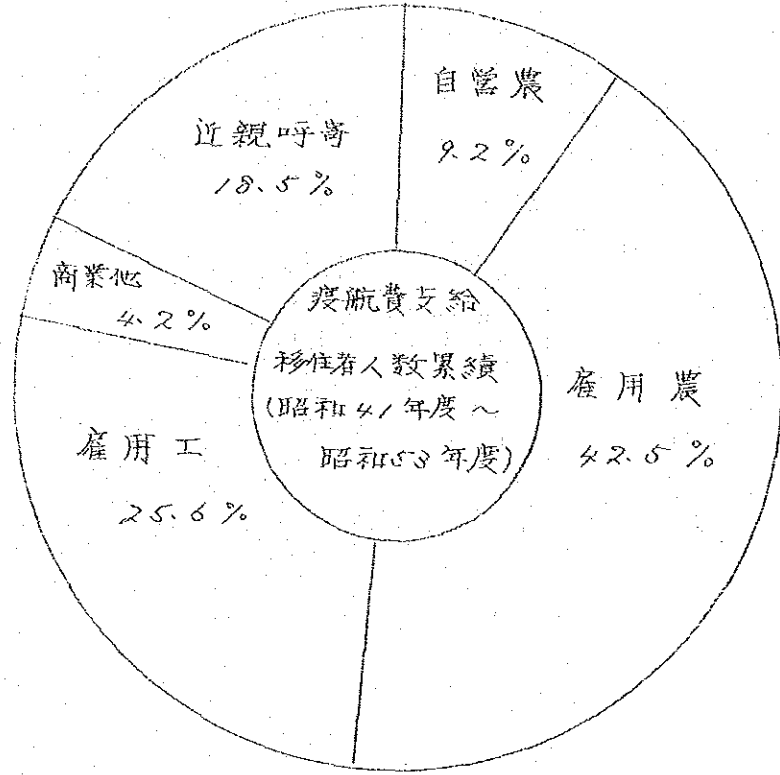 自営農
9.2%
雇用農
42.5%
雇用工
25.6%
商業他
4.2%
近親呼寄
18.5%
渡航費支給
移住者人数累績
(昭和41年度～
昭和53年度)